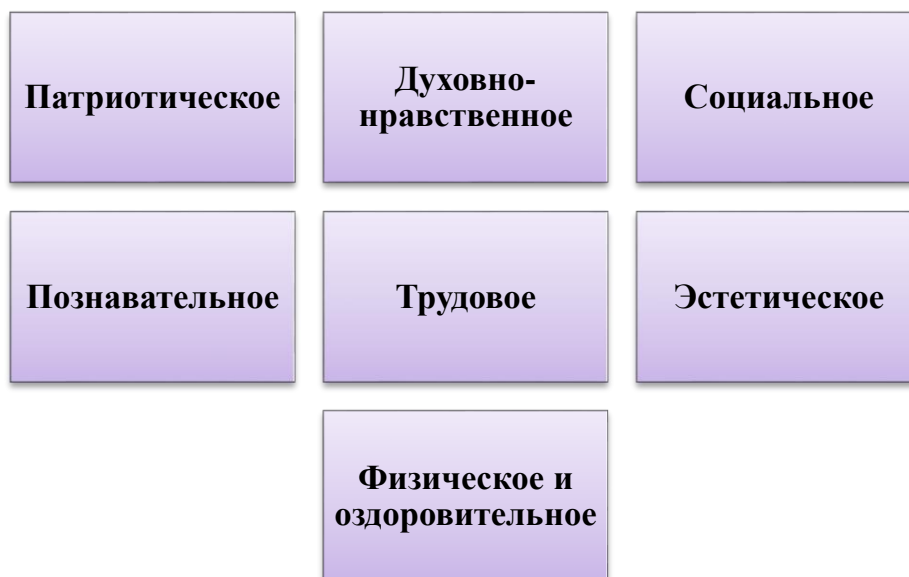 Патриотическое
Духовно-
нравственное
Социальное
Познавательное
Трудовое
Эстетическое
Физическое и
оздоровительное